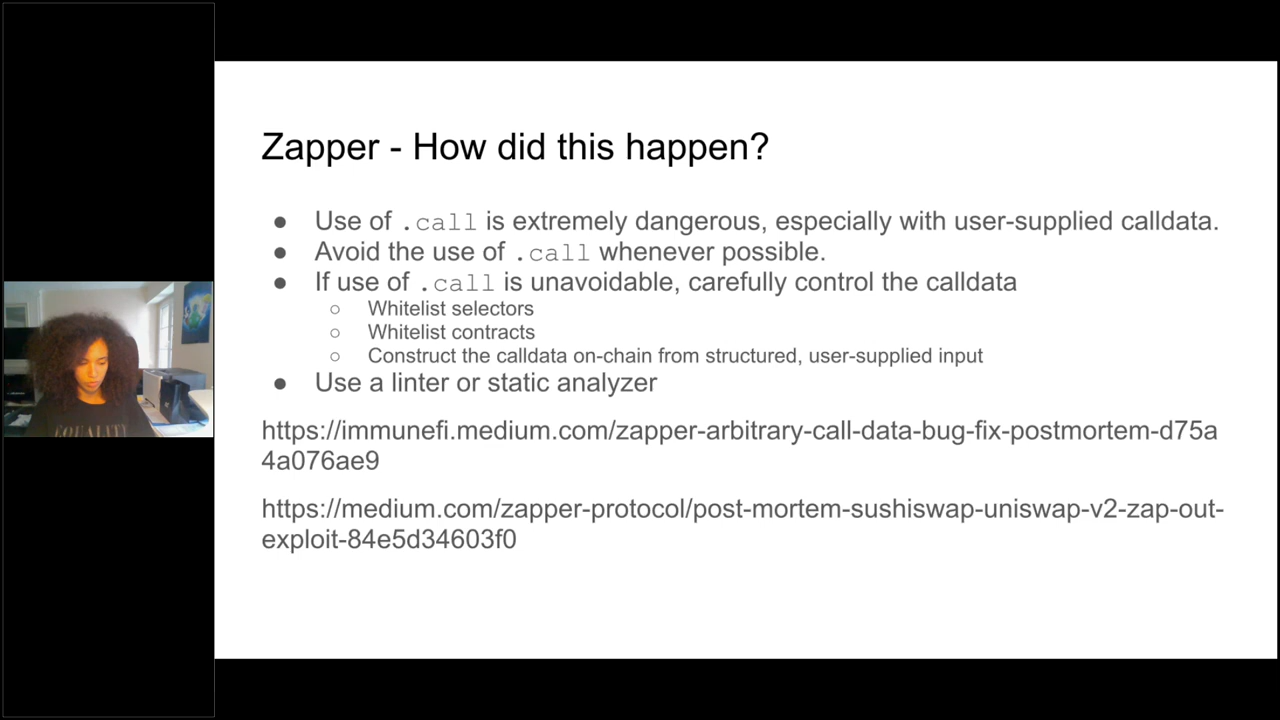 Zapper - How did this happen?
● Use of .call is extremely dangerous, especially with user-supplied calldata.
● Avoid the use of .call whenever possible.
● If use of .call is unavoidable, carefully control the calldata
○ Whitelist selectors
○ Whitelist contracts
○ Construct the calldata on-chain from structured, user-supplied input
● Use a linter or static analyzer
https://immunefi.medium.com/zapper-arbitrary-call-data-bug-fix-postmortem-d75a
4a076ae9
https://medium.com/zapper-protocol/post-mortem-sushiswap-uniswap-v2-zap-out-
exploit-84e5d34603f0
EQUALITY